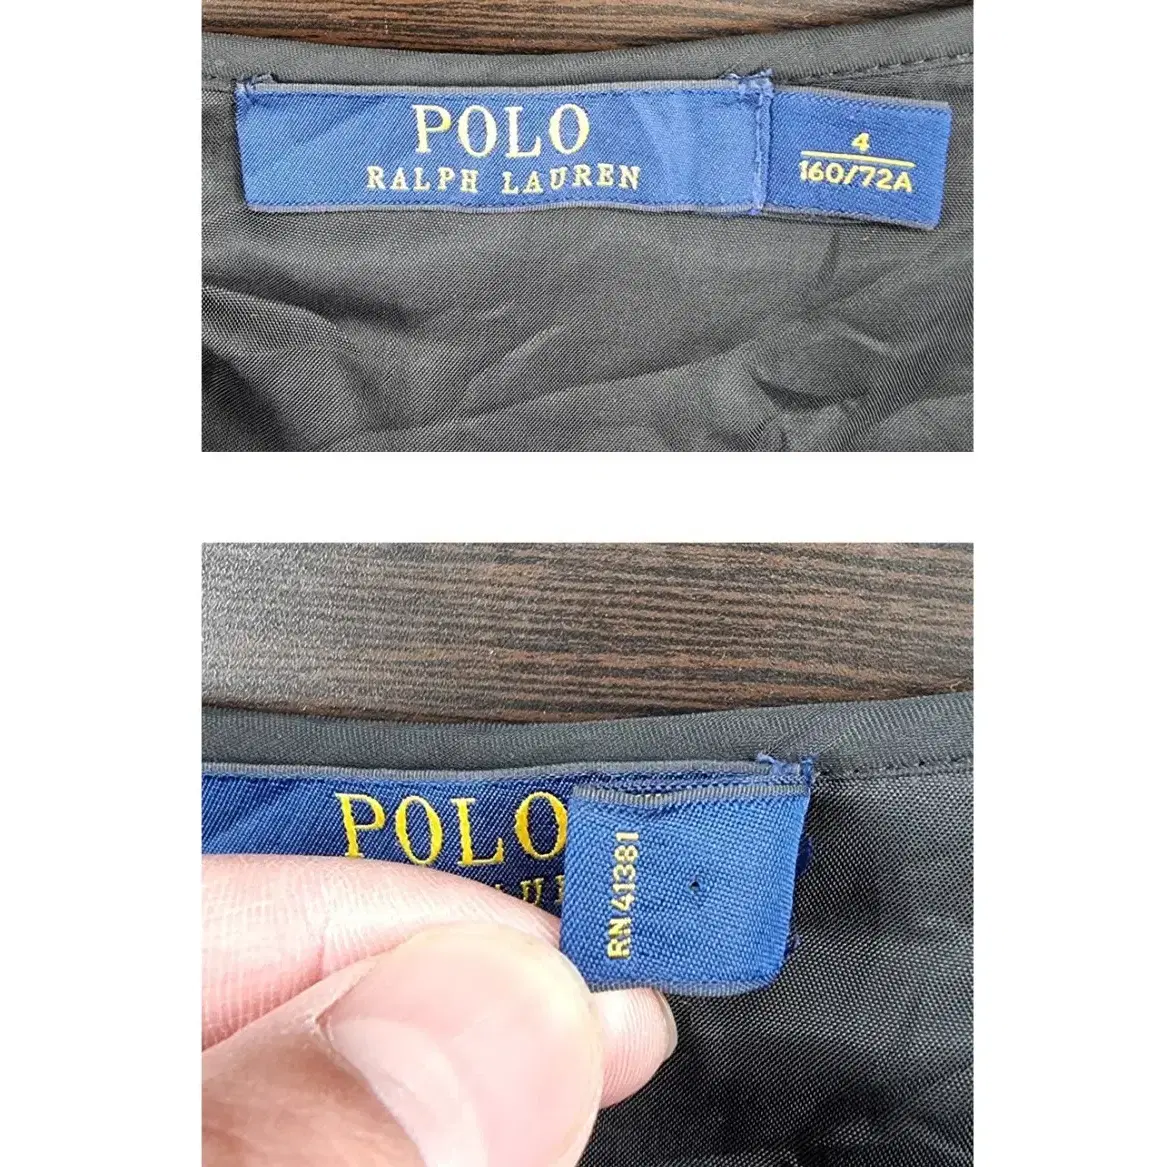 POLO
RALPH LAUREN
4
160/72A
POLO
RN 41381